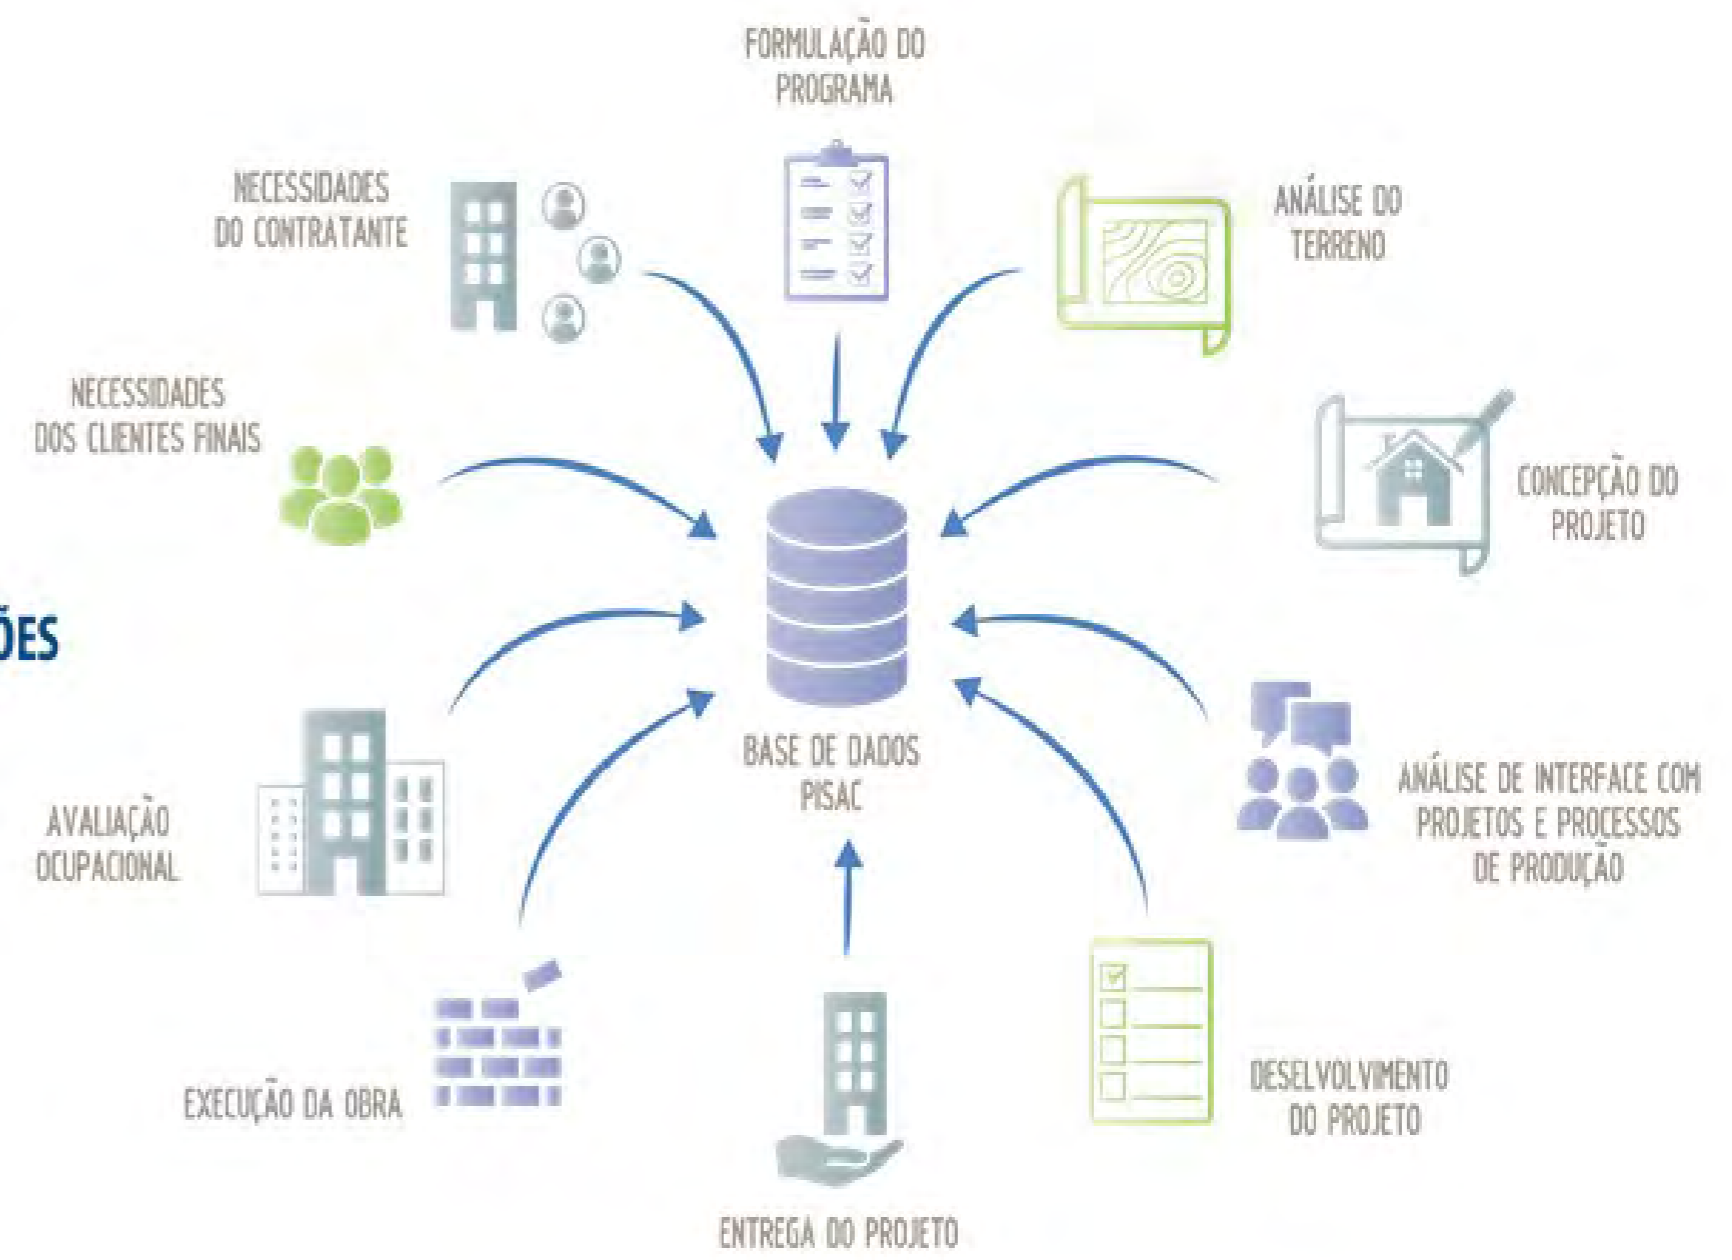 FORMULAÇÃO DO
PROGRAMA
NECESSIDADES
DO CONTRATANTE
ANÁLISE DO
TERRENO
NECESSIDADES
DOS CLIENTES FINAIS
CONCEPÇÃO DO
PROJETO
ÕES
BASE DE DADOS
PISAC
ANÁLISE DE INTERFACE COM
PROJETOS E PROCESSOS
DE PRODUÇÃO
AVALIAÇÃO
OCUPACIONAL
EXECUÇÃO DA OBRA
DESELVOLVIMENTO
DO PROJETO
ENTREGA DO PROJETO